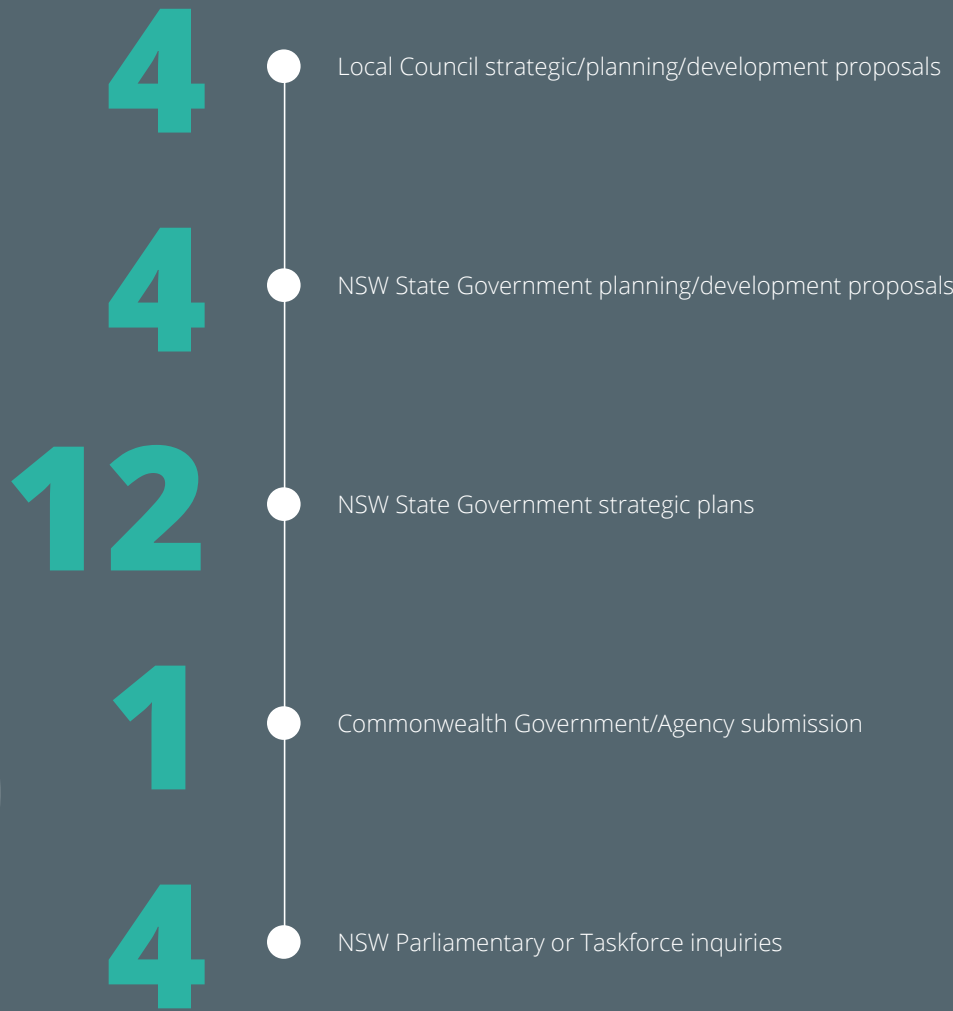 4
Local Council strategic/planning/development proposals
4
NSW State Government planning/development proposals
12
NSW State Government strategic plans
1
Commonwealth Government/Agency submission
4
NSW Parliamentary or Taskforce inquiries